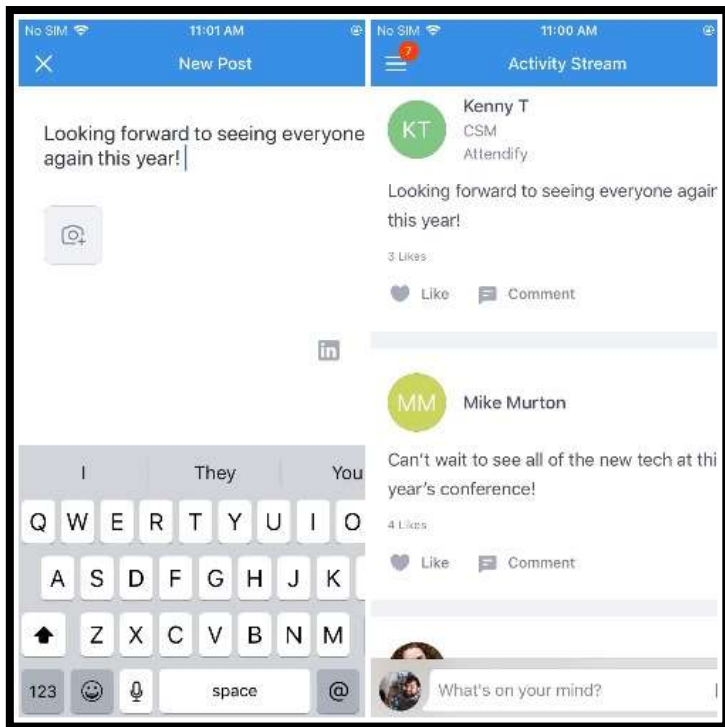 No SIM 11:01 AM
New Post
Looking forward to seeing everyone
again this year!
in
I They You
Q W E R T Y U I O
A S D F G H J K
Z X C V B N M
123 space @
No SIM 11:00 AM
7
Activity Stream
KT
Kenny T
CSM
Attendify
Looking forward to seeing everyone again
this year!
3 Likes
Like Comment
MM
Mike Murton
Can't wait to see all of the new tech at thi
year's conference!
4 Likes
Like Comment
What's on your mind?